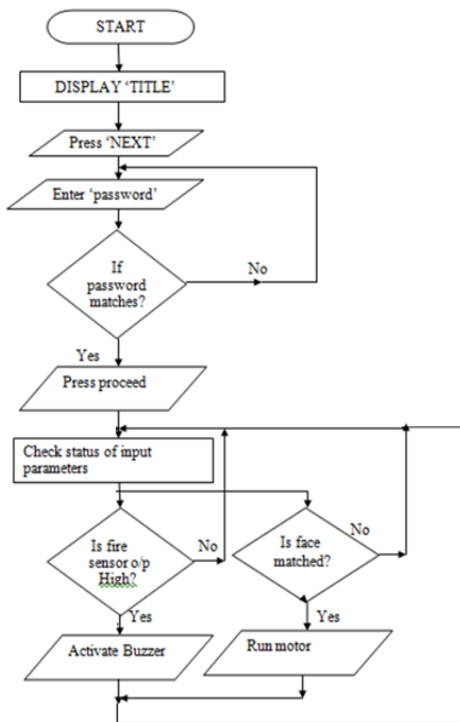 START
DISPLAY 'TITLE'
Press 'NEXT'
Enter 'password'
If
password
matches?
No
Yes
Press proceed
Check status of input
parameters
Is fire
sensor o/p
High?
No
Is face
matched?
No
Yes
Yes
Activate Buzzer
Run motor